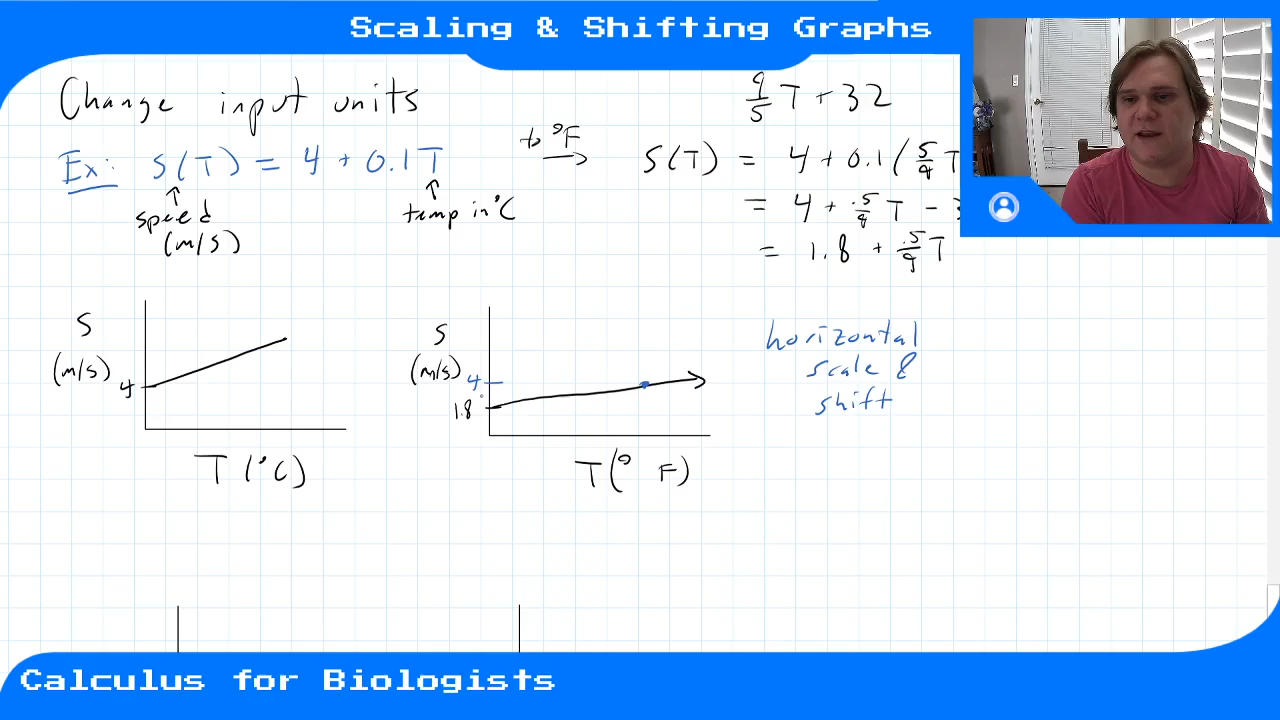 Scaling & Shifting Graphs
Change input units
9/5 T + 32
Ex: S(T) = 4 + 0.1T
to °F
S(T) = 4 + 0.1 ( 5/9 T
speed
(m/s)
temp in °C
= 4 + .5/9 T -
= 1.8 + .5/9 T
S
(m/s)
4
T (°C)
S
(m/s)
4
1.8
T (° F)
horizontal
scale &
shift
Calculus for Biologists